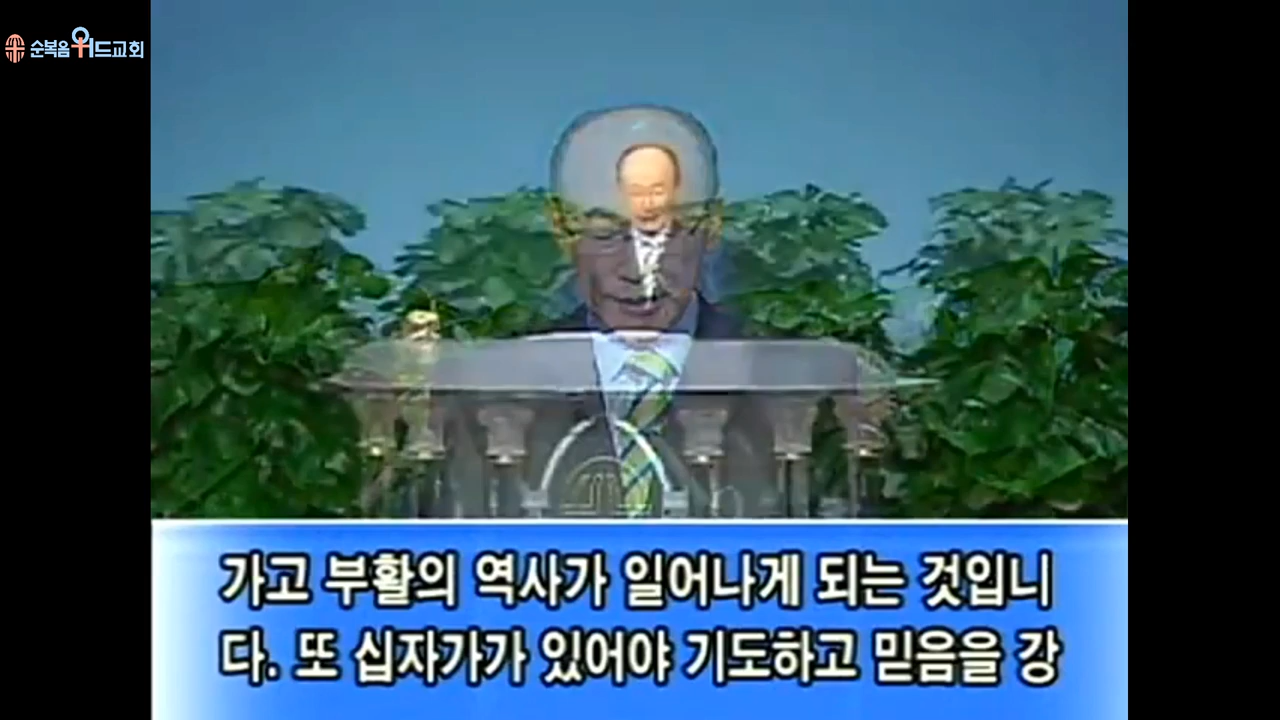 순복음위드교회
가고 부활의 역사가 일어나게 되는 것입니
다. 또 십자가가 있어야 기도하고 믿음을 강